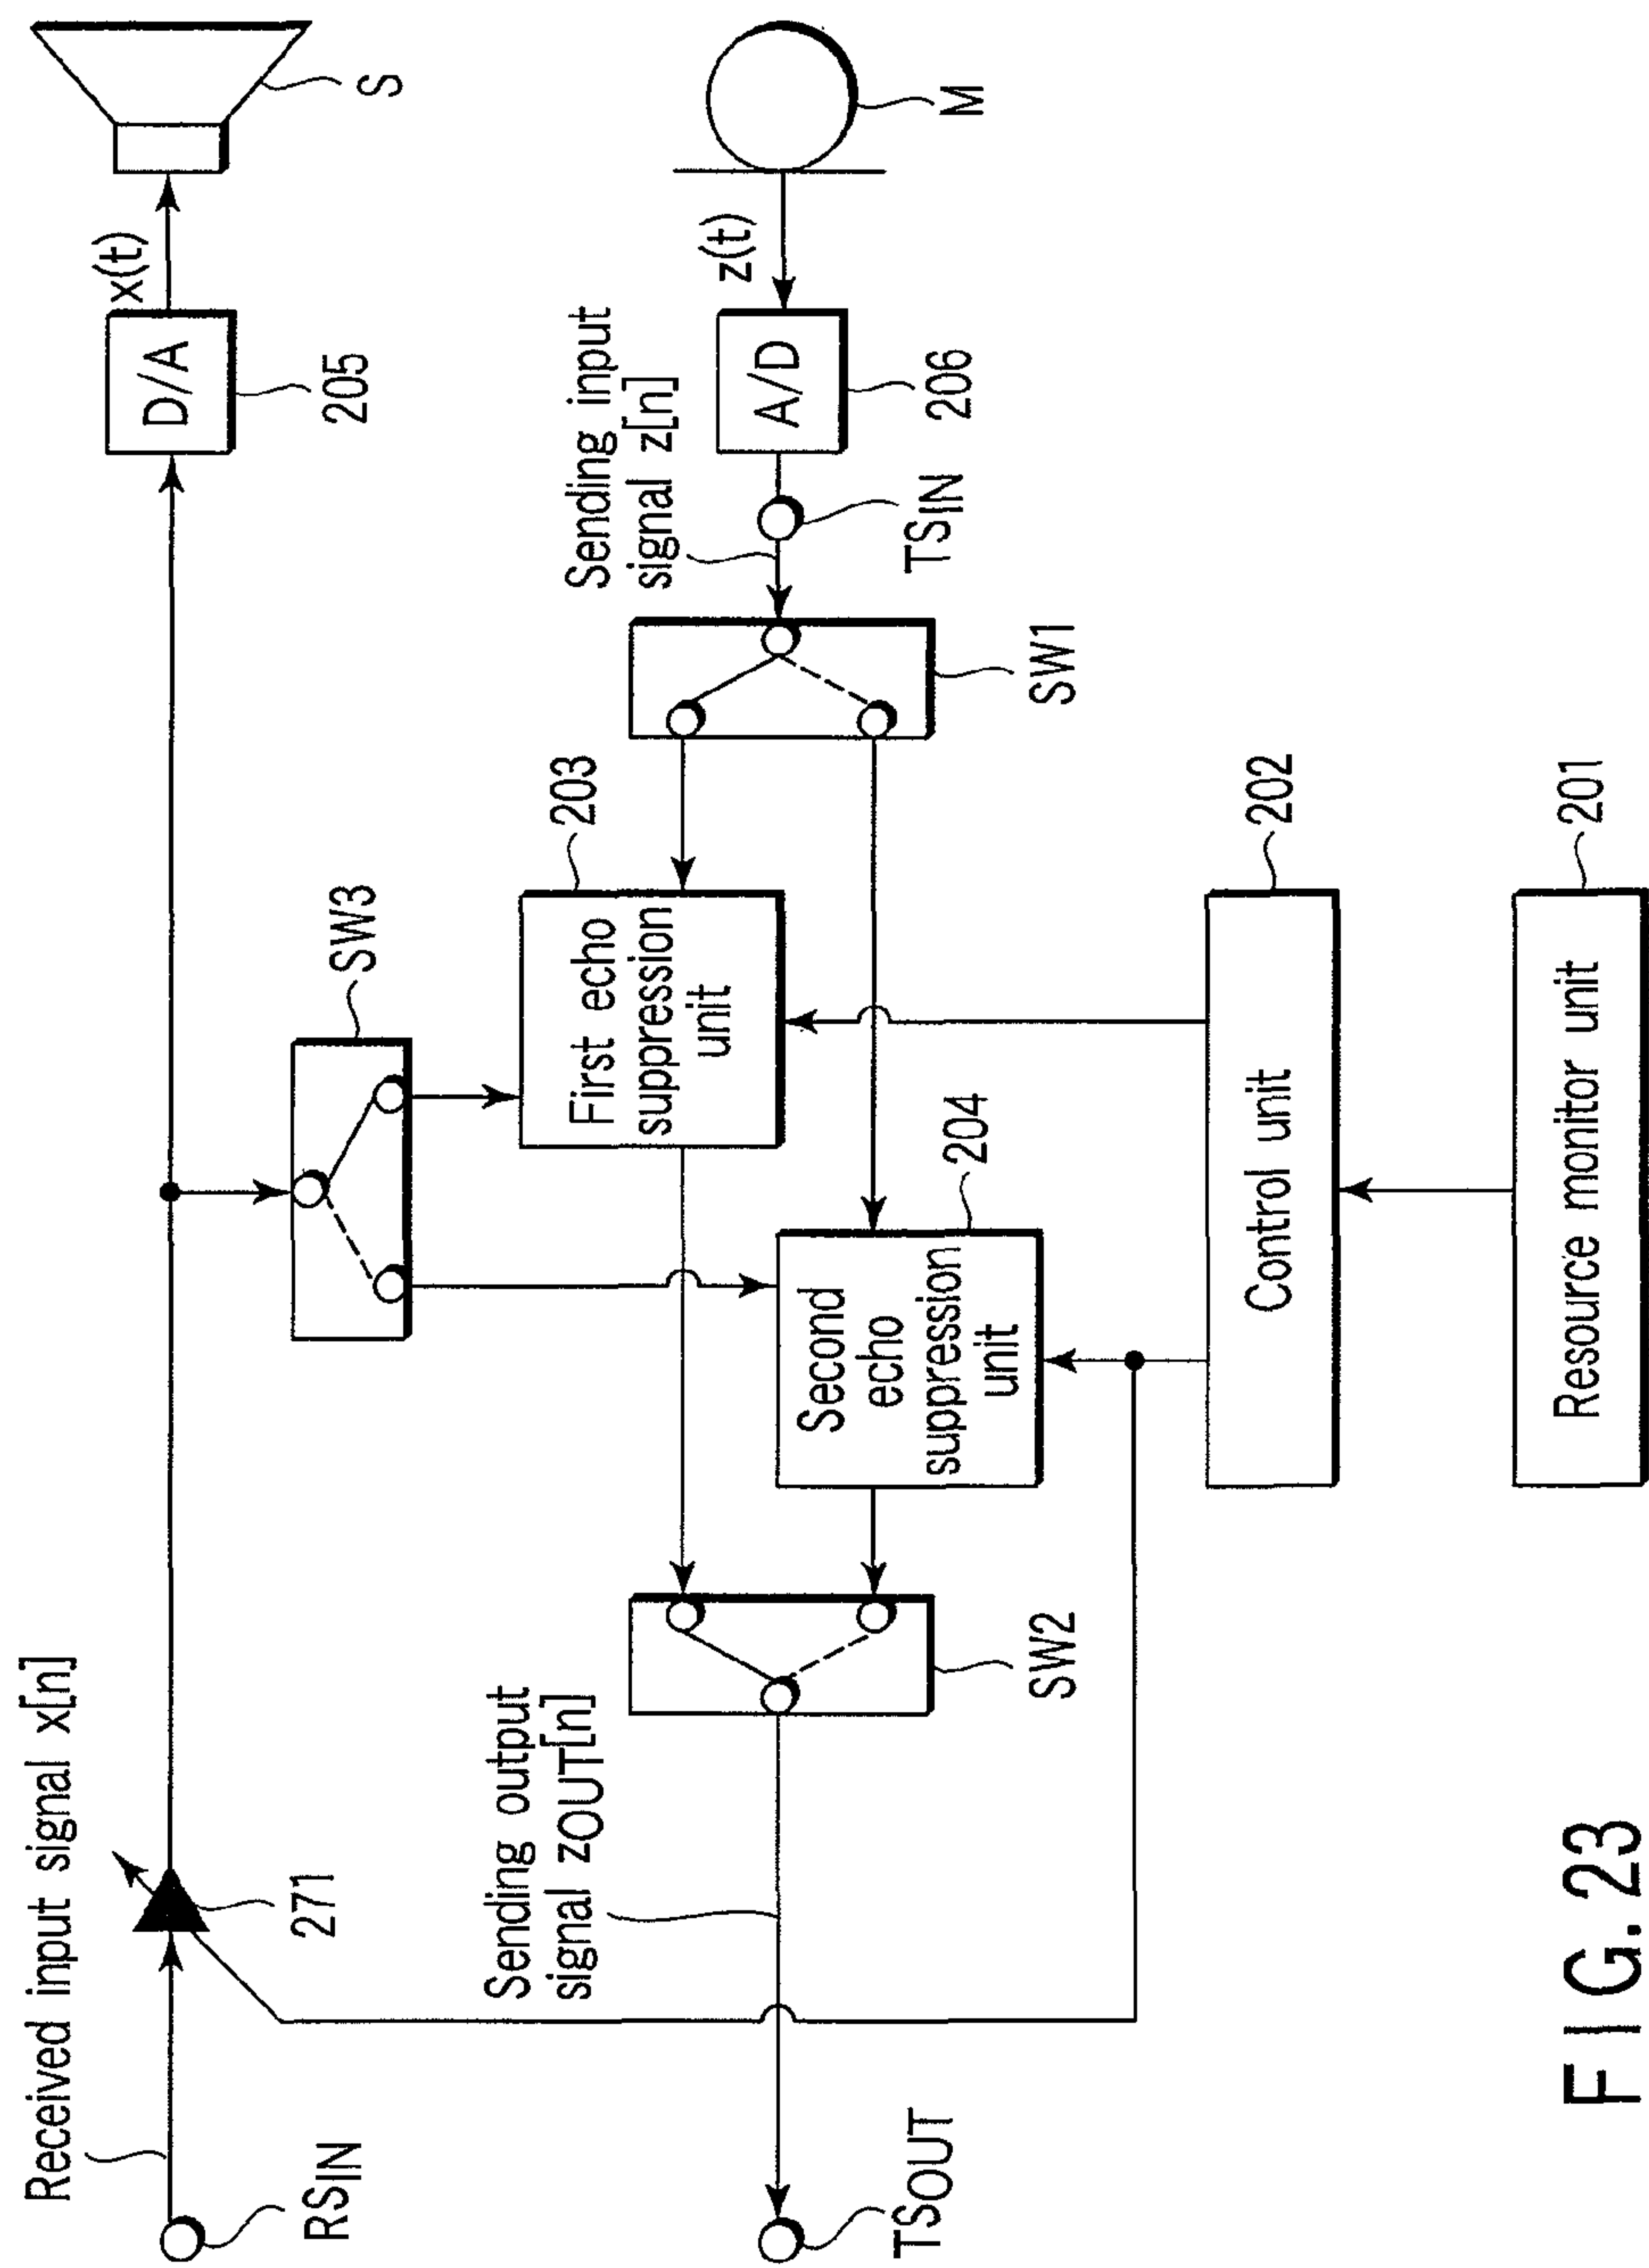 Received input signal x[n]
RSIN
271
SW3
D/A
205
x(t)
S
Sending output
signal zOUT[n]
TSOUT
SW2
First echo
suppression
unit
203
Second
echo
suppression
unit
204
SW1
Sending input
signal z[n]
TSIN
A/D
206
z(t)
M
Control unit
202
Resource monitor unit
201
FIG. 23